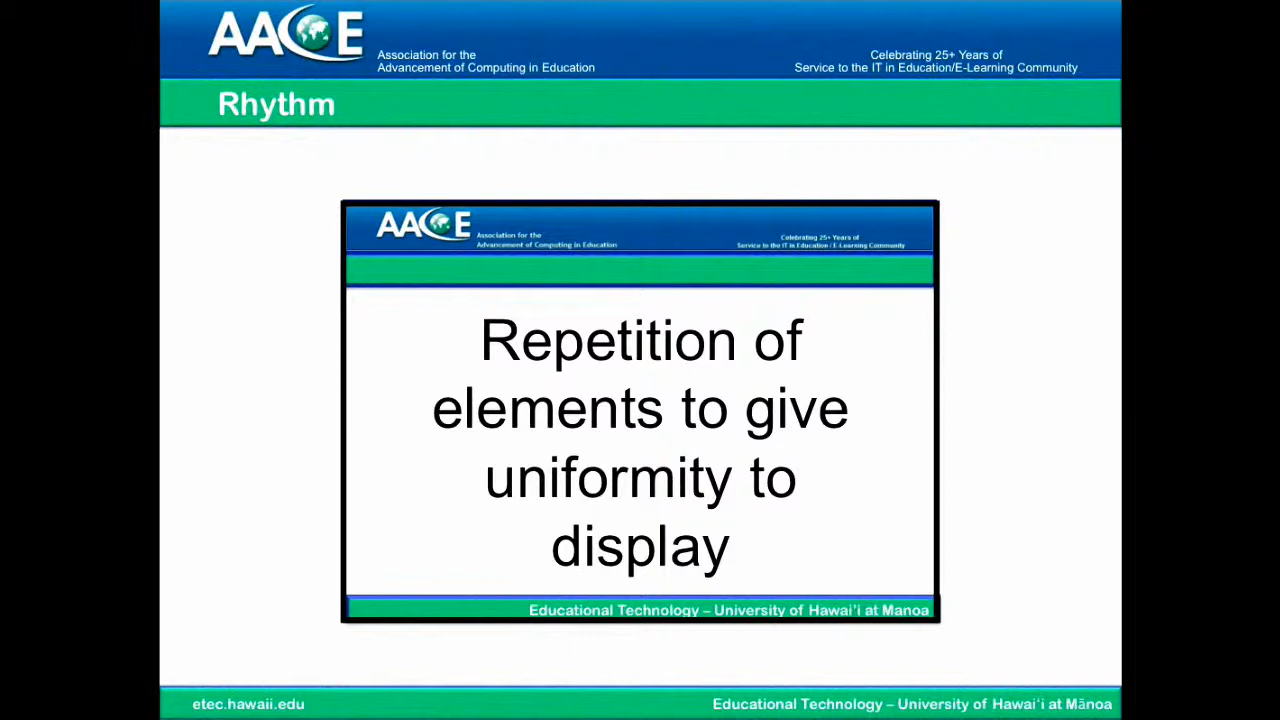 AACE
Association for the
Advancement of Computing in Education
Celebrating 25+ Years of
Service to the IT in Education/E-Learning Community
Rhythm
AACE
Association for the
Advancement of Computing in Education
Celebrating 25+ Years of
Service to the IT in Education / E-Learning Community
Repetition of
elements to give
uniformity to
display
Educational Technology – University of Hawai'i at Manoa
etec.hawaii.edu
Educational Technology – University of Hawaiʻi at Mānoa